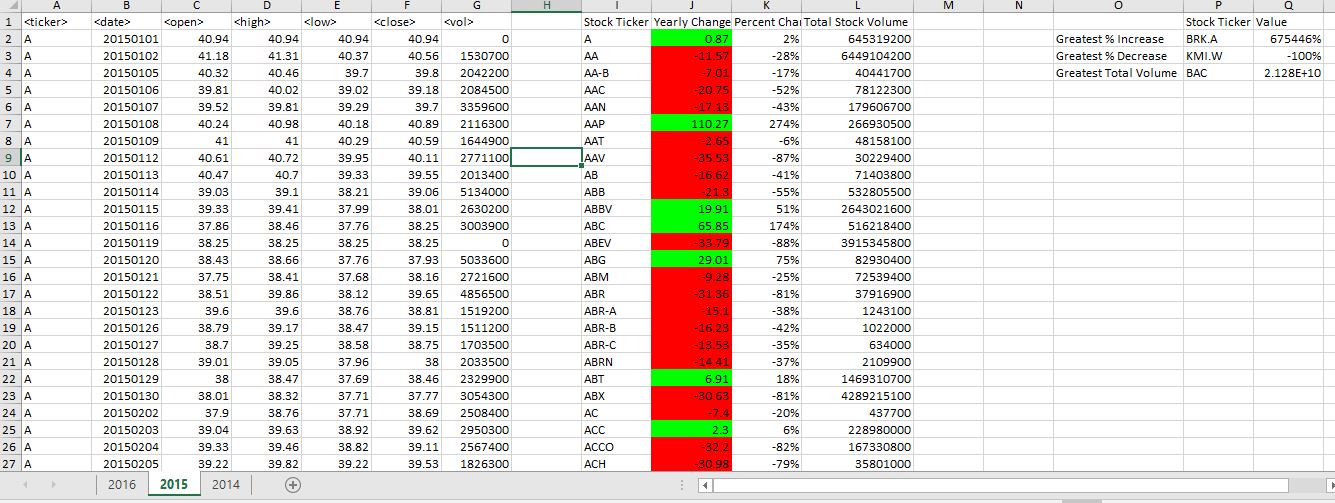 A B C D E F G H I J K L M N O P Q
1 <ticker> <date> <open> <high> <low> <close> <vol> Stock Ticker Yearly Change Percent Chai Total Stock Volume Stock Ticker Value
2 A 20150101 40.94 40.94 40.94 40.94 0 A 0.87 2% 645319200 Greatest % Increase BRK.A 675446%
3 A 20150102 41.18 41.31 40.37 40.56 1530700 AA -11.57 -28% 6449104200 Greatest % Decrease KMI.W -100%
4 A 20150105 40.32 40.46 39.7 39.8 2042200 AA-B -7.01 -17% 40441700 Greatest Total Volume BAC 2.128E+10
5 A 20150106 39.81 40.02 39.02 39.18 2084500 AAC -20.75 -52% 78122300
6 A 20150107 39.52 39.81 39.29 39.7 3359600 AAN -17.13 -43% 179606700
7 A 20150108 40.24 40.98 40.18 40.89 2116300 AAP 110.27 274% 266930500
8 A 20150109 41 41 40.29 40.59 1644900 AAT -2.65 -6% 48158100
9 A 20150112 40.61 40.72 39.95 40.11 2771100 AAV -35.53 -87% 30229400
10 A 20150113 40.47 40.7 39.33 39.55 2013400 AB -16.62 -41% 71403800
11 A 20150114 39.03 39.1 38.21 39.06 5134000 ABB -21.3 -55% 532805500
12 A 20150115 39.33 39.41 37.99 38.01 2630200 ABBV 19.91 51% 2643021600
13 A 20150116 37.86 38.46 37.76 38.25 3003900 ABC 65.85 174% 516218400
14 A 20150119 38.25 38.25 38.25 38.25 0 ABEV -33.79 -88% 3915345800
15 A 20150120 38.43 38.66 37.76 37.93 5033600 ABG 29.01 75% 82930400
16 A 20150121 37.75 38.41 37.68 38.16 2721600 ABM -9.28 -25% 72539400
17 A 20150122 38.51 39.86 38.12 39.65 4856500 ABR -31.36 -81% 37916900
18 A 20150123 39.6 39.6 38.76 38.81 1519200 ABR-A -15.1 -38% 1243100
19 A 20150126 38.79 39.17 38.47 39.15 1511200 ABR-B -16.23 -42% 1022000
20 A 20150127 38.7 39.25 38.58 38.75 1703500 ABR-C -13.53 -35% 634000
21 A 20150128 39.01 39.05 37.96 38 2033500 ABRN -14.41 -37% 2109900
22 A 20150129 38 38.47 37.69 38.46 2329900 ABT 6.91 18% 1469310700
23 A 20150130 38.01 38.32 37.71 37.77 3054300 ABX -30.63 -81% 4289215100
24 A 20150202 37.9 38.76 37.71 38.69 2508400 AC -7.4 -20% 437700
25 A 20150203 39.04 39.63 38.92 39.62 2950300 ACC 2.3 6% 228980000
26 A 20150204 39.33 39.46 38.82 39.11 2567400 ACCO -32.2 -82% 167330800
27 A 20150205 39.22 39.82 39.22 39.53 1826300 ACH -30.98 -79% 35801000
2016 2015 2014